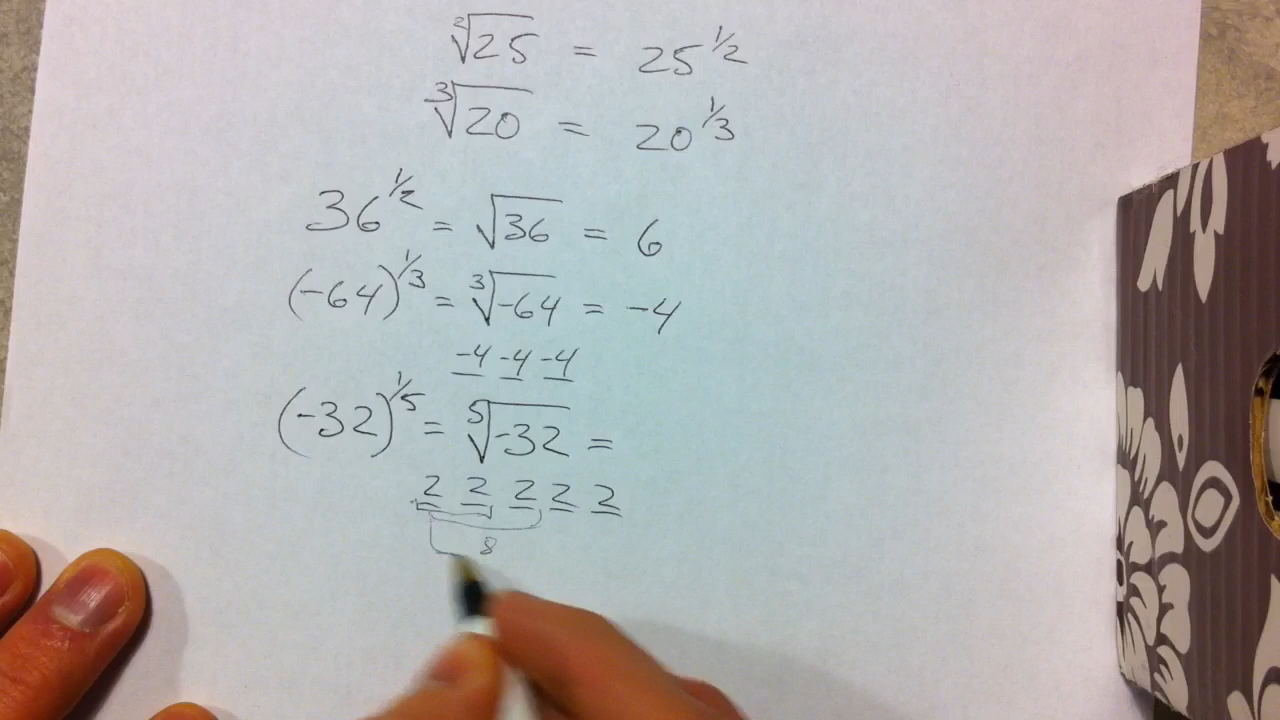 ²√25 = 25^1/2
³√20 = 20^1/3
36^1/2 = √36 = 6
(-64)^1/3 = ³√-64 = -4
-4 -4 -4
(-32)^1/5 = ⁵√-32 =
2 2 2 2 2
8